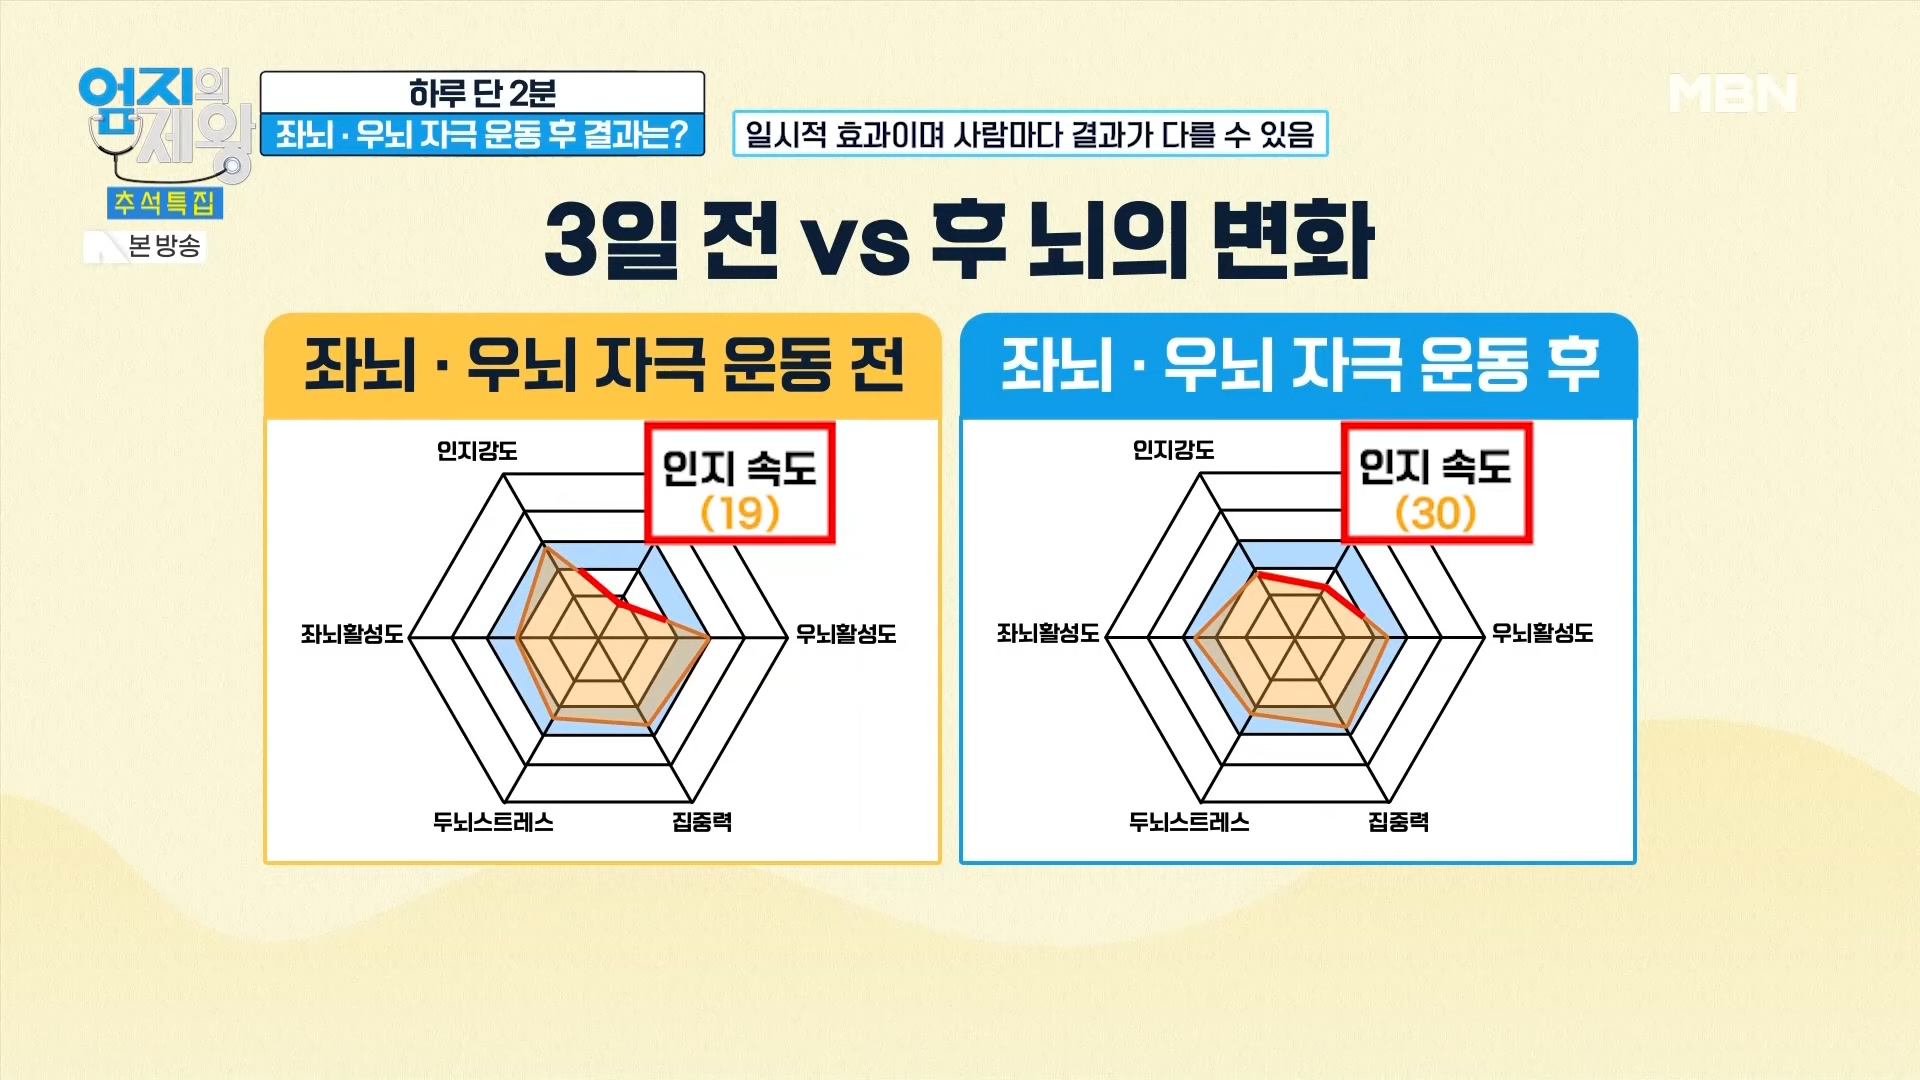 엄지의
제왕
추석특집
본 방송
하루 단 2분
좌뇌·우뇌 자극 운동 후 결과는?
일시적 효과이며 사람마다 결과가 다를 수 있음
MBN
3일 전 vs 후 뇌의 변화
좌뇌·우뇌 자극 운동 전
인지강도
인지 속도
(19)
좌뇌활성도
우뇌활성도
두뇌스트레스
집중력
좌뇌·우뇌 자극 운동 후
인지강도
인지 속도
(30)
좌뇌활성도
우뇌활성도
두뇌스트레스
집중력